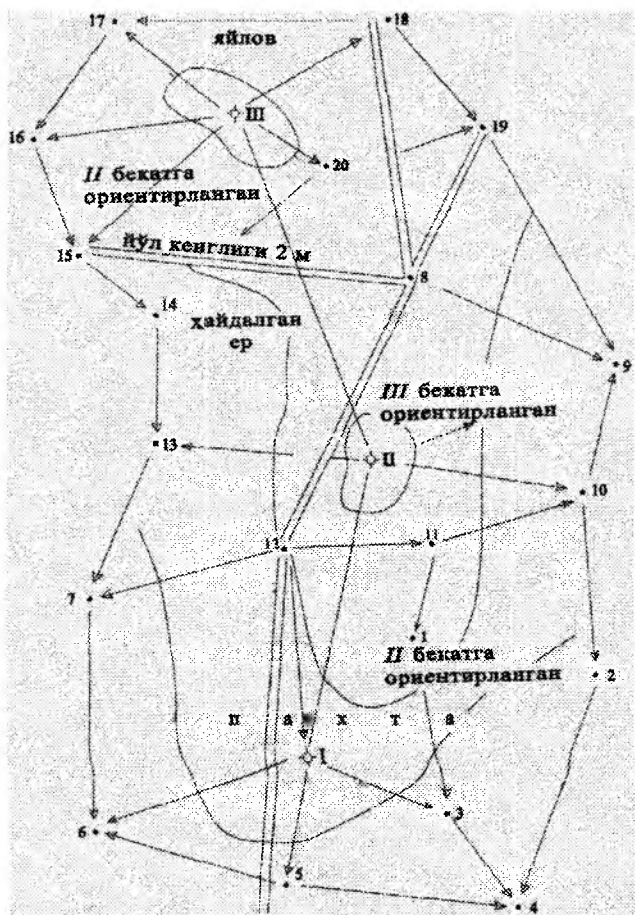 17
18
яйлов
III
16
19
20
II бекатга
ориентирланган
йўл кенглиги 2 м
15
8
14
ҳайдалган
ер
9
III бекатга
ориентирланган
13
II
10
12
11
7
1
II бекатга
ориентирланган
2
п а х т а
I
3
6
5
4